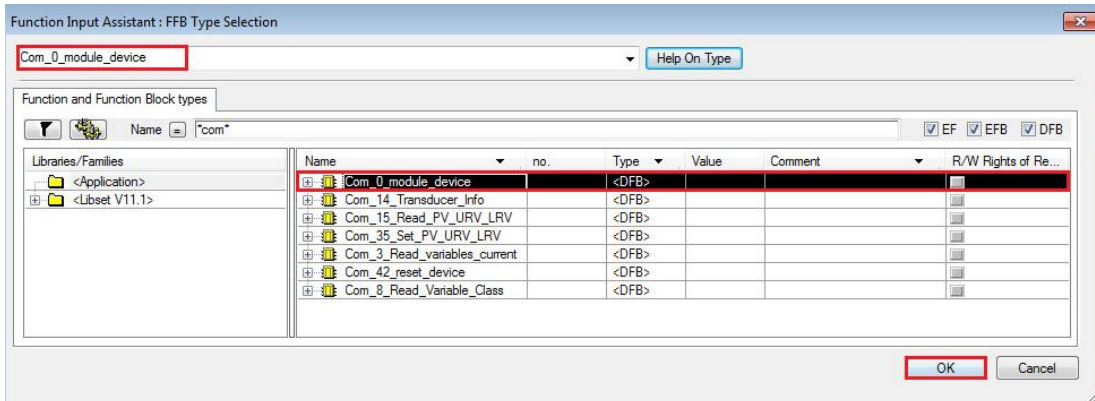 Function Input Assistant : FFB Type Selection
Com_0_module_device Help On Type
Function and Function Block types
Name = *com* EF EFB DFB
Libraries/Families Name no. Type Value Comment R/W Rights of Re...
<Application> Com_0_module_device <DFB>
<Libset V11.1> Com_14_Transducer_Info <DFB>
Com_15_Read_PV_URV_LRV <DFB>
Com_35_Set_PV_URV_LRV <DFB>
Com_3_Read_variables_current <DFB>
Com_42_reset_device <DFB>
Com_8_Read_Variable_Class <DFB>
OK Cancel